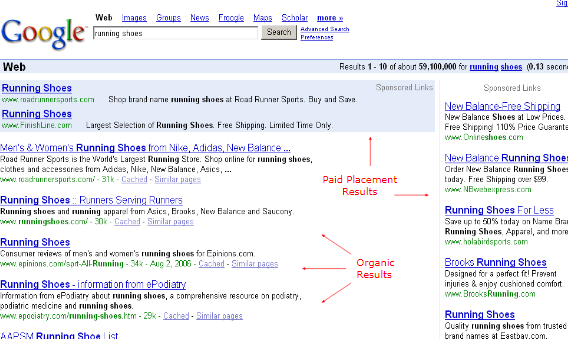 Sig
Web Images Groups News Froogle Maps Scholar more »
Google
running shoes Search Advanced Search
Preferences
Web Results 1 - 10 of about 59,100,000 for running shoes (0.13 secon
Running Shoes Sponsored Links
www.roadrunnersports.com Shop brand name running shoes at Road Runner Sports. Buy and Save.
Running Shoes
www.FinishLine.com Largest Selection of Running Shoes. Free Shipping. Limited Time Only.
Men's & Women's Running Shoes from Nike, Adidas, New Balance ...
Road Runner Sports is the World's Largest Running Store. Shop online for running shoes,
clothes and accessories from Adidas, Nike, New Balance, Asics, ...
www.roadrunnersports.com/ - 31k - Cached - Similar pages
Running Shoes :: Runners Serving Runners
Running shoes and running apparel from Asics, Brooks, New Balance and Saucony.
www.runningshoes.com/ - 30k - Cached - Similar pages
Running Shoes
Consumer reviews of men's and women's running shoes for Epinions.com.
www.epinions.com/sprt-All-Running - 34k - Aug 2, 2006 - Cached - Similar pages
Running Shoes - information from ePodiatry
Information from ePodiatry about running shoes, a comprehensive resource on podiatry,
podiatric medicine and running shoes.
www.epodiatry.com/running-shoes.htm - 29k - Cached - Similar pages
AAPSM Running Shoe List
Paid Placement
Results
Organic
Results
Sponsored Links
New Balance-Free Shipping
New Balance Shoes at Low Prices.
Free Shipping! 110% Price Guarantee
www.Onlineshoes.com
New Balance Running Shoes
Order New Balance Running Shoes
today. Free Shipping over $99.
www.NBwebexpress.com
Running Shoes For Less
Save up to 50% today on Name Brand
Running Shoes, Apparel, and more
www.holabirdsports.com
Brooks Running Shoes
Designed for a perfect fit! Prevent
injuries & enjoy cushioned comfort.
www.BrooksRunning.com
Running Shoes
Quality running shoes from trusted
brand names at Eastbay.com.